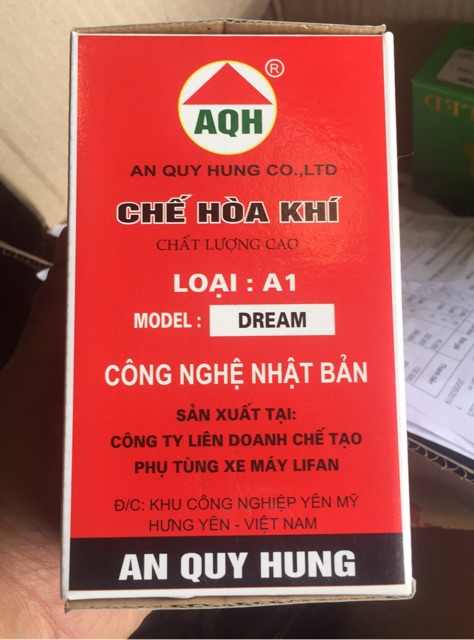 ®
AQH
AN QUY HUNG CO.,LTD
CHẾ HÒA KHÍ
CHẤT LƯỢNG CAO
LOẠI : A1
MODEL : DREAM
CÔNG NGHỆ NHẬT BẢN
SẢN XUẤT TẠI:
CÔNG TY LIÊN DOANH CHẾ TẠO
PHỤ TÙNG XE MÁY LIFAN
Đ/C: KHU CÔNG NGHIỆP YÊN MỸ
HƯNG YÊN - VIỆT NAM
AN QUY HUNG